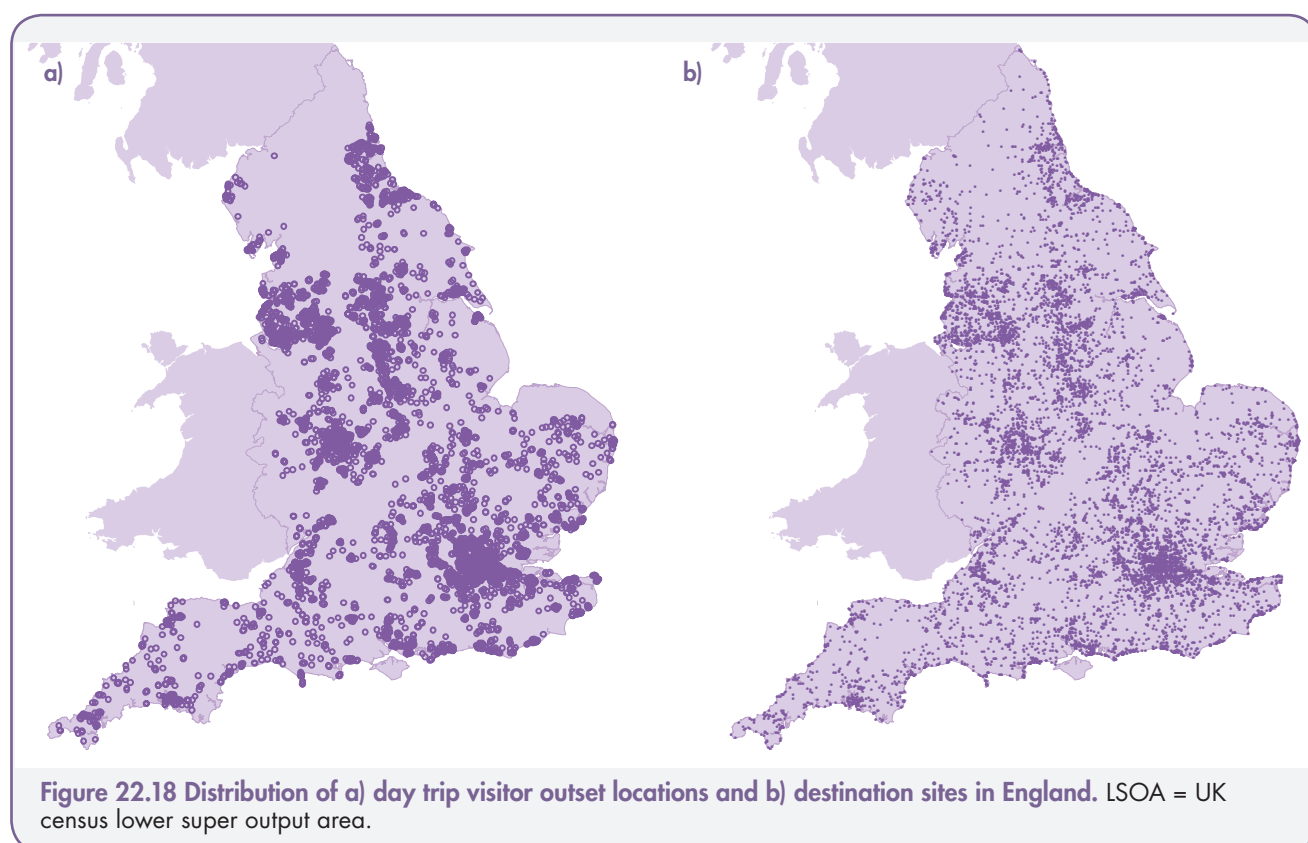 a)
b)
Figure 22.18 Distribution of a) day trip visitor outset locations and b) destination sites in England. LSOA = UK
census lower super output area.